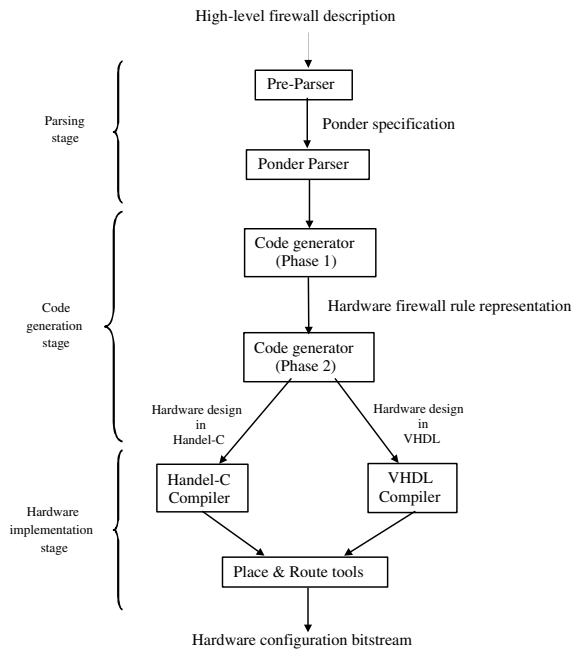 High-level firewall description
Pre-Parser
Parsing
stage
Ponder specification
Ponder Parser
Code generator
(Phase 1)
Hardware firewall rule representation
Code
generation
stage
Code generator
(Phase 2)
Hardware design
in
Handel-C
Hardware design
in
VHDL
Handel-C
Compiler
VHDL
Compiler
Hardware
implementation
stage
Place & Route tools
Hardware configuration bitstream